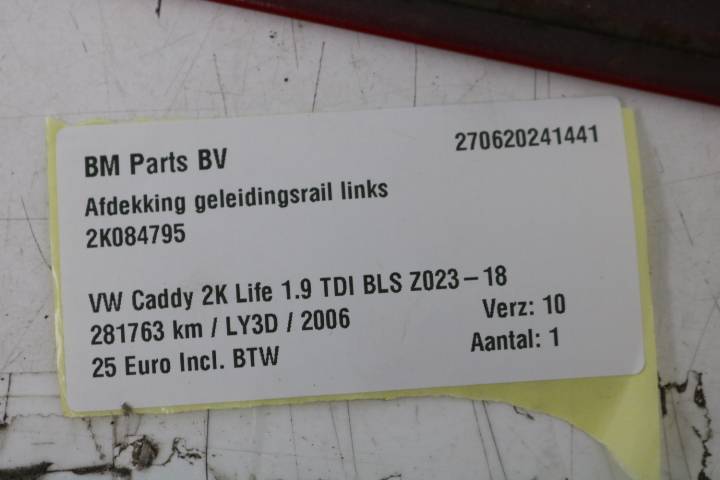 BM Parts BV 270620241441
Afdekking geleidingsrail links
2K084795
VW Caddy 2K Life 1.9 TDI BLS Z023-18
281763 km / LY3D / 2006 Verz: 10
25 Euro Incl. BTW Aantal: 1